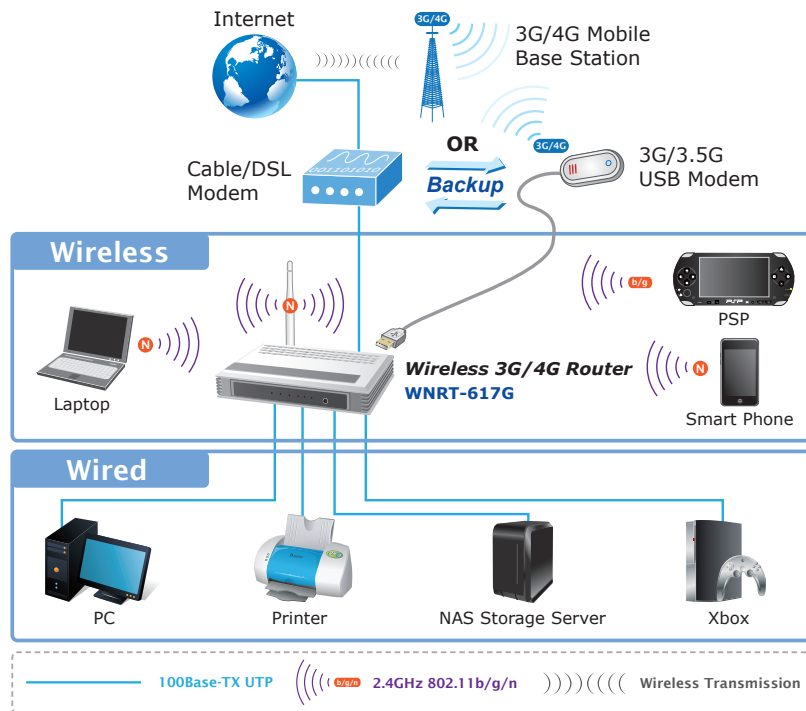 Internet
3G/4G
3G/4G Mobile
Base Station
OR
Backup
3G/4G
3G/3.5G
USB Modem
Cable/DSL
Modem
001101010
Wireless
N
N
Laptop
b/g
PSP
PSP
N
Smart Phone
Wireless 3G/4G Router
WNRT-617G
Wired
PC
Printer
NAS Storage Server
Xbox
100Base-TX UTP
b/g/n
2.4GHz 802.11b/g/n
Wireless Transmission